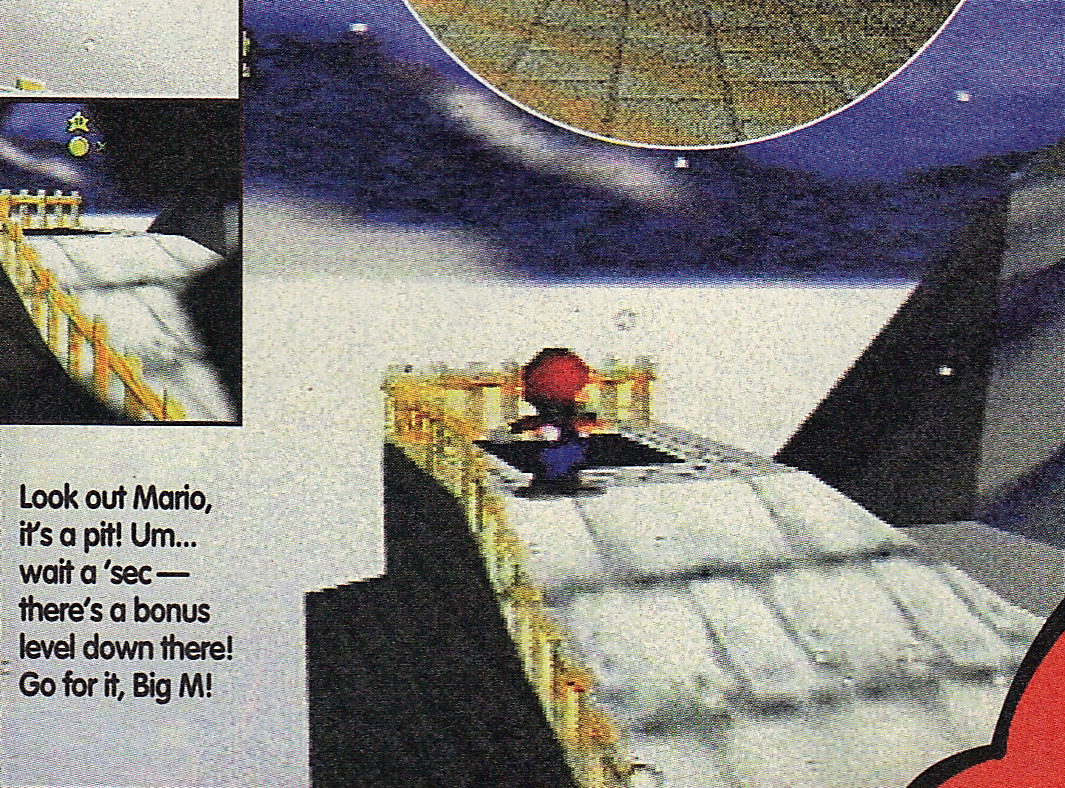 Look out Mario,
it's a pit! Um...
wait a 'sec —
there's a bonus
level down there!
Go for it, Big M!